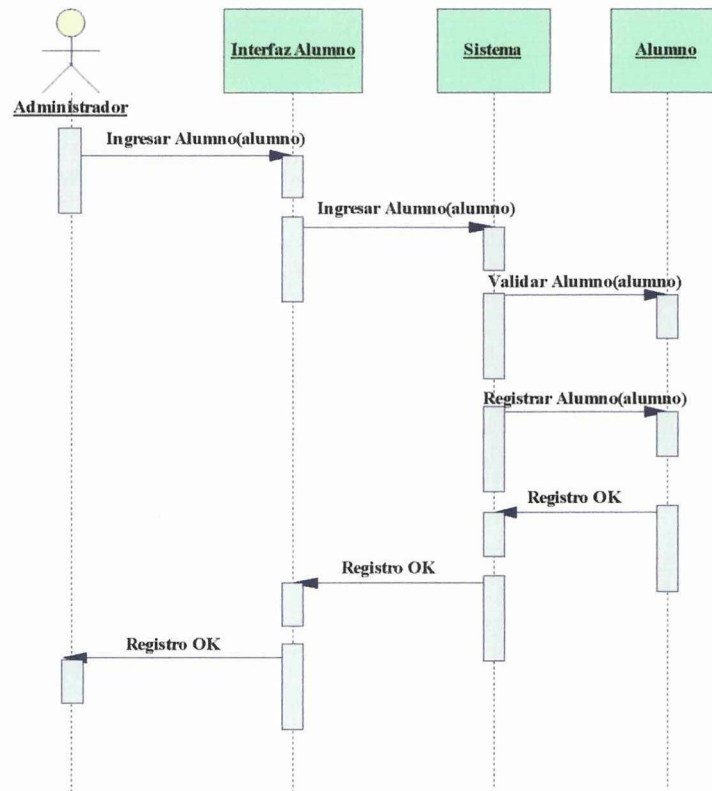 Interfaz Alumno
Sistema
Alumno
Administrador
Ingresar Alumno(alumno)
Ingresar Alumno(alumno)
Validar Alumno(alumno)
Registrar Alumno(alumno)
Registro OK
Registro OK
Registro OK